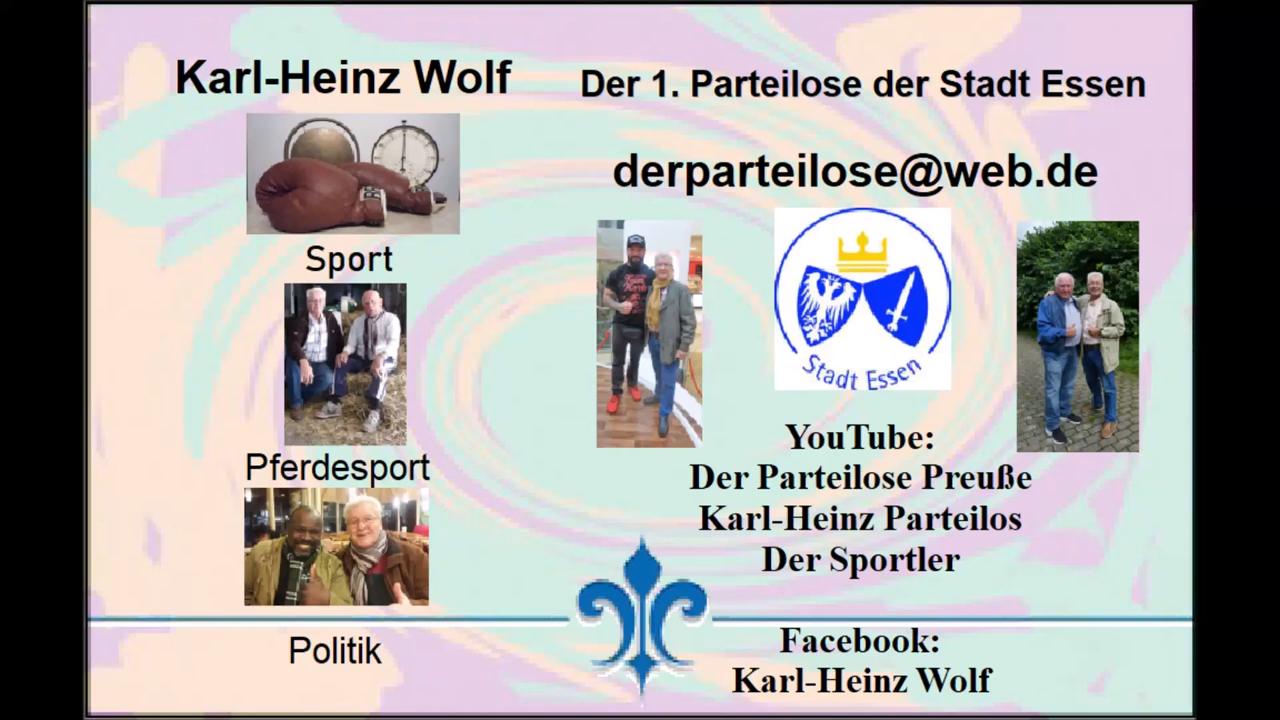 Karl-Heinz Wolf
Der 1. Parteilose der Stadt Essen
derparteilose@web.de
Sport
Pferdesport
Politik
Stadt Essen
YouTube:
Der Parteilose Preuße
Karl-Heinz Parteilos
Der Sportler
Facebook:
Karl-Heinz Wolf